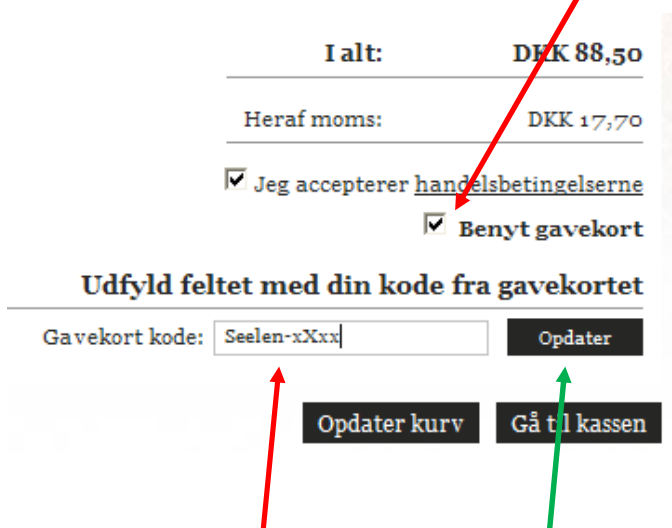 I alt: DKK 88,50
Heraf moms: DKK 17,70
Jeg accepterer handelsbetingelserne
Benyt gavekort
Udfyld feltet med din kode fra gavekortet
Gavekort kode: Seelen-xXxx Opdater
Opdater kurv Gå til kassen